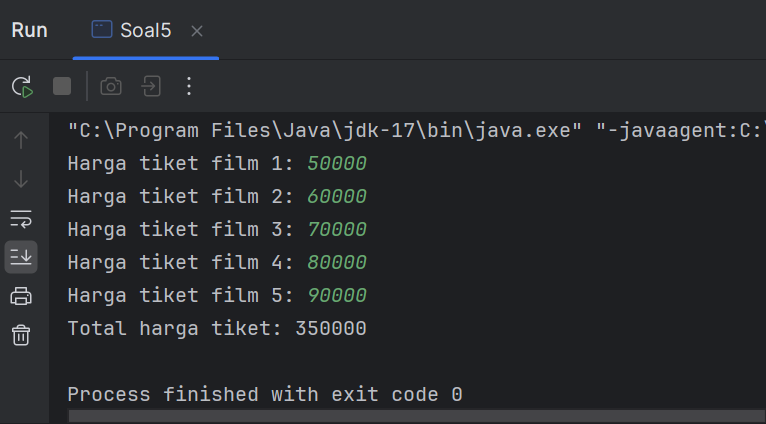 Run Soal5
"C:\Program Files\Java\jdk-17\bin\java.exe" "-javaagent:C:\
Harga tiket film 1: 50000
Harga tiket film 2: 60000
Harga tiket film 3: 70000
Harga tiket film 4: 80000
Harga tiket film 5: 90000
Total harga tiket: 350000
Process finished with exit code 0